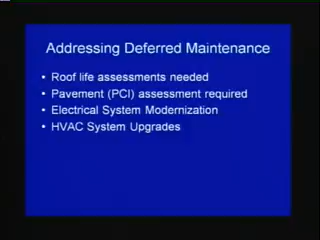 Addressing Deferred Maintenance
• Roof life assessments needed
• Pavement (PCI) assessment required
• Electrical System Modernization
• HVAC System Upgrades